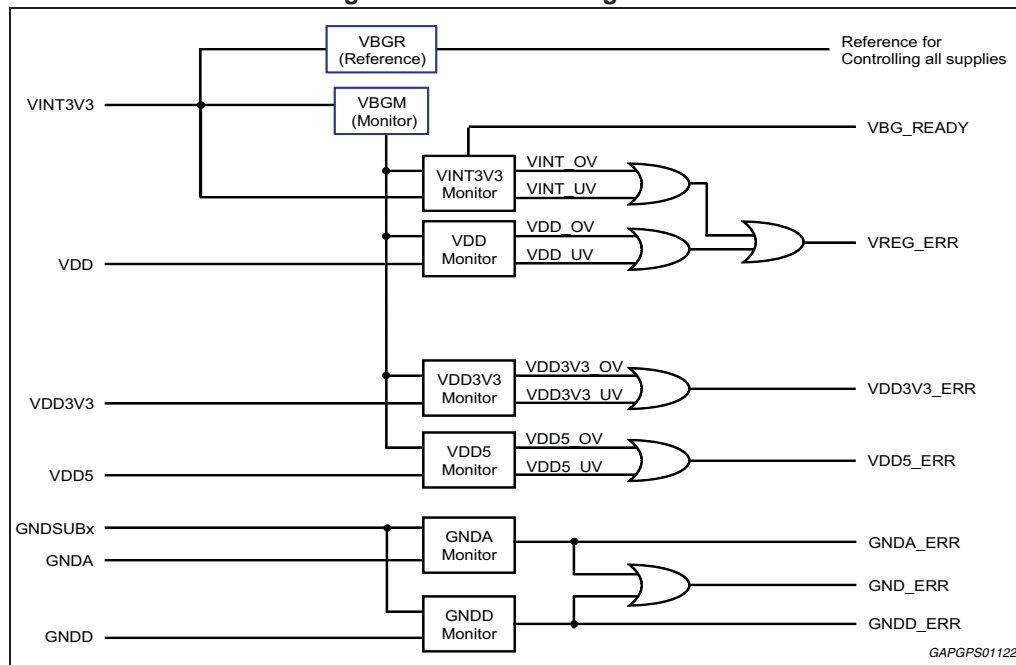 VBGR
(Reference)
Reference for
Controlling all supplies
VINT3V3
VBGM
(Monitor)
VBG_READY
VINT3V3
Monitor
VINT_OV
VINT_UV
VDD
Monitor
VDD_OV
VDD_UV
VREG_ERR
VDD
VDD3V3
Monitor
VDD3V3_OV
VDD3V3_UV
VDD3V3_ERR
VDD3V3
VDD5
Monitor
VDD5_OV
VDD5_UV
VDD5_ERR
VDD5
GNDSUBx
GNDA
Monitor
GNDA_ERR
GNDA
GND_ERR
GNDD
Monitor
GNDD_ERR
GNDD
GAPGPS01122